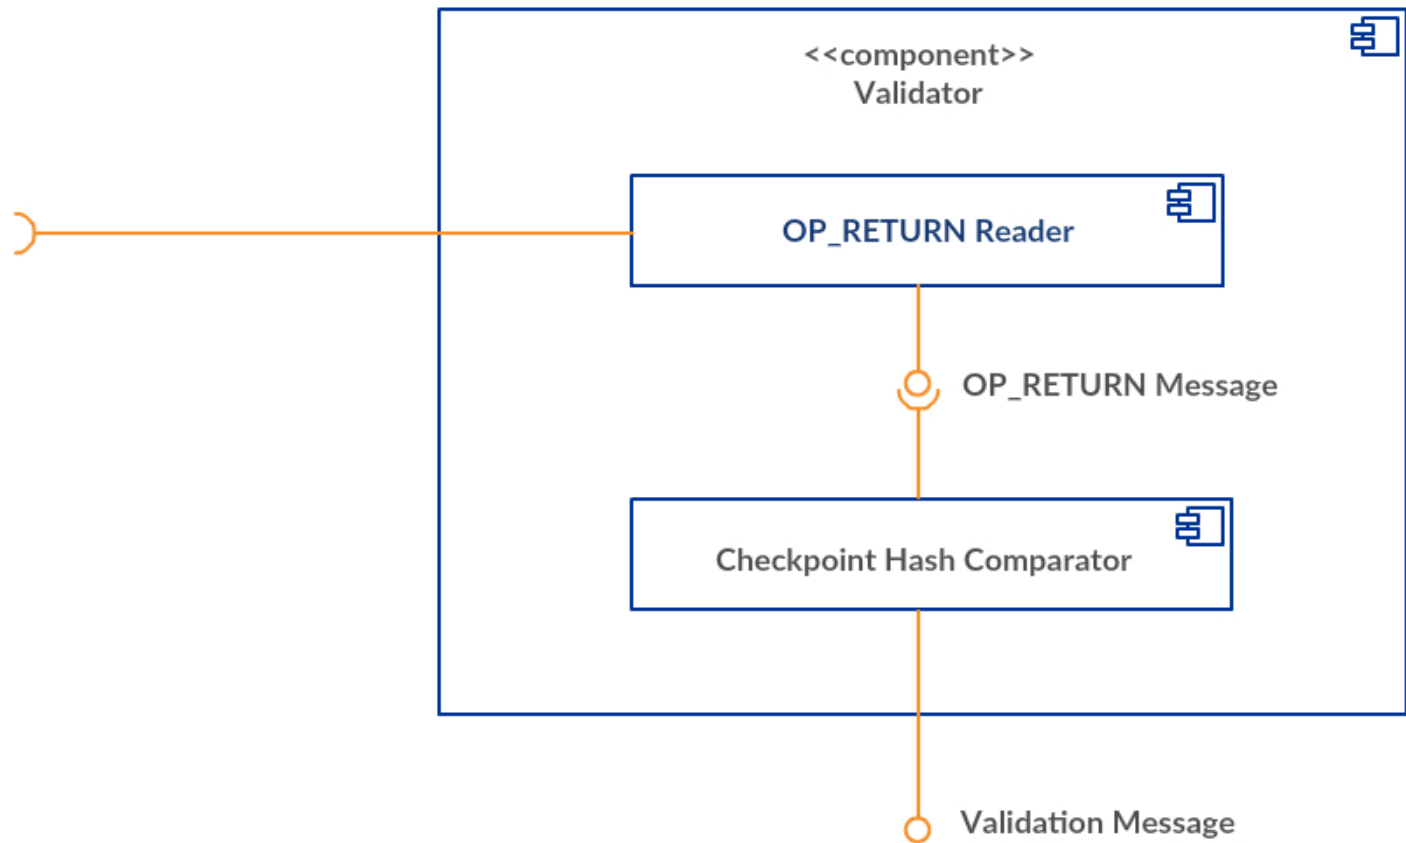 <<component>>
Validator
OP_RETURN Reader
OP_RETURN Message
Checkpoint Hash Comparator
Validation Message